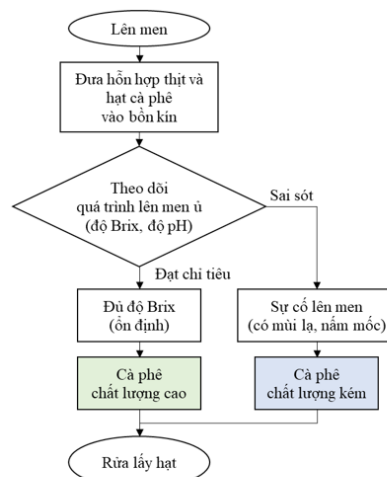 Lên men
Đưa hỗn hợp thịt và
hạt cà phê
vào bồn kín
Theo dõi
quá trình lên men ủ
(độ Brix, độ pH)
Sai sót
Đạt chỉ tiêu
Đủ độ Brix
(ổn định)
Sự cố lên men
(có mùi lạ, nấm mốc)
Cà phê
chất lượng cao
Cà phê
chất lượng kém
Rửa lấy hạt